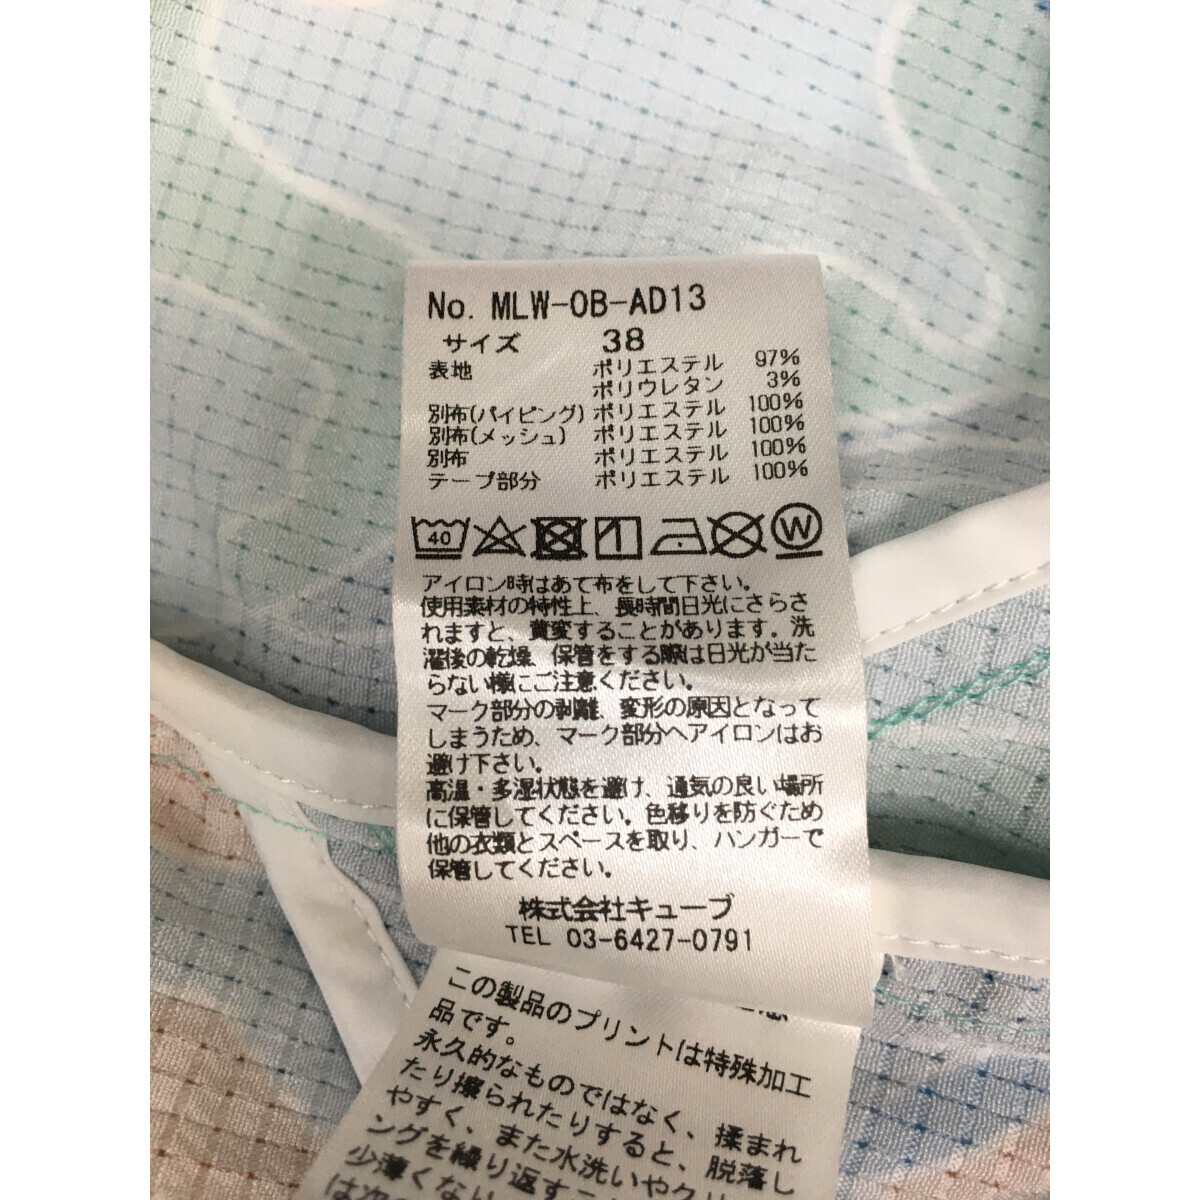 No. MLW-OB-AD13
サイズ 38
表地 ポリエステル 97%
ポリウレタン 3%
別布(パイピング) ポリエステル 100%
別布(メッシュ) ポリエステル 100%
別布 ポリエステル 100%
テープ部分 ポリエステル 100%
40 W
アイロン時はあて布をして下さい。
使用素材の特性上、長時間日光にさらさ
れますと、黄変することがあります。洗
濯後の乾燥、保管をする際は日光が当た
らない様にご注意ください。
マーク部分の剥離、変形の原因となって
しまうため、マーク部分へアイロンはお
避け下さい。
高温・多湿状態を避け、通気の良い場所
に保管してください。色移りを防ぐため
他の衣類とスペースを取り、ハンガーで
保管してください。
株式会社キューブ
TEL 03-6427-0791
この製品のプリントは特殊加工
品です。
永久的なものではなく、揉まれ
たり擦られたりすると、脱落し
やすく、また水洗いやクリ
ングを繰り返す
少薄くなり
は次の